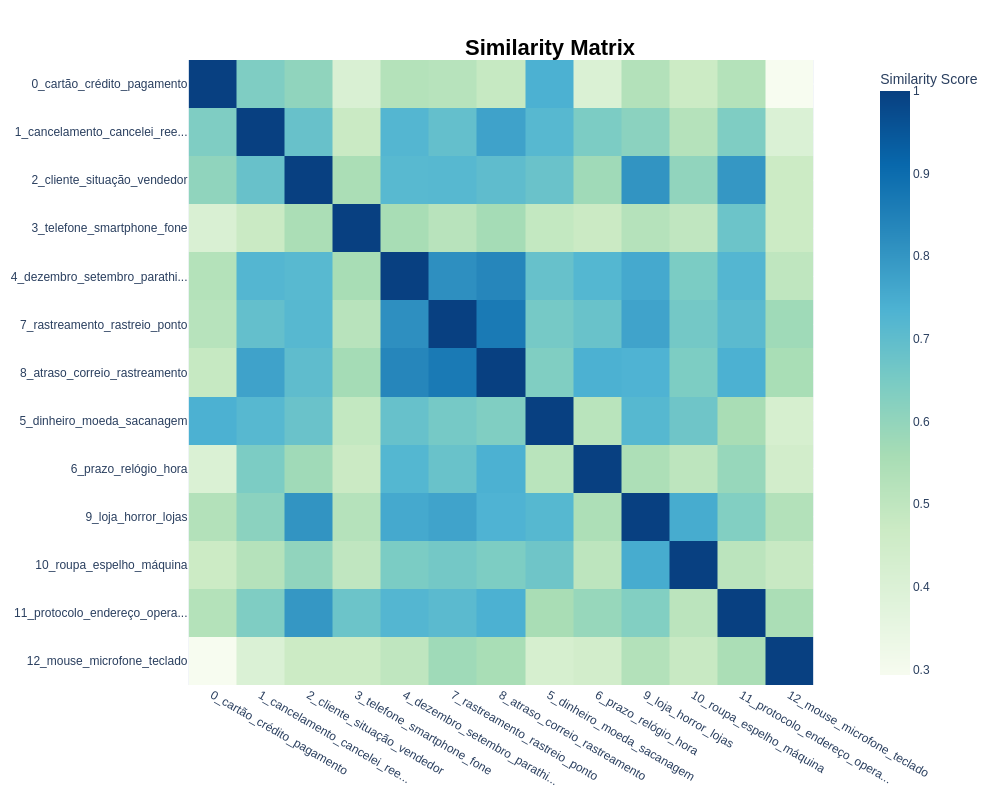 Similarity Matrix
Similarity Score
0_cartão_crédito_pagamento
1_cancelamento_cancelei_ree...
2_cliente_situação_vendedor
3_telefone_smartphone_fone
4_dezembro_setembro_parathi...
7_rastreamento_rastreio_ponto
8_atraso_correio_rastreamento
5_dinheiro_moeda_sacanagem
6_prazo_relógio_hora
9_loja_horror_lojas
10_roupa_espelho_máquina
11_protocolo_endereço_opera...
12_mouse_microfone_teclado
1
0.9
0.8
0.7
0.6
0.5
0.4
0.3
0_cartão_crédito_pagamento
1_cancelamento_cancelei_ree...
2_cliente_situação_vendedor
3_telefone_smartphone_fone
4_dezembro_setembro_parathi...
7_rastreamento_rastreio_ponto
8_atraso_correio_rastreamento
5_dinheiro_moeda_sacanagem
6_prazo_relógio_hora
9_loja_horror_lojas
10_roupa_espelho_máquina
11_protocolo_endereço_opera...
12_mouse_microfone_teclado